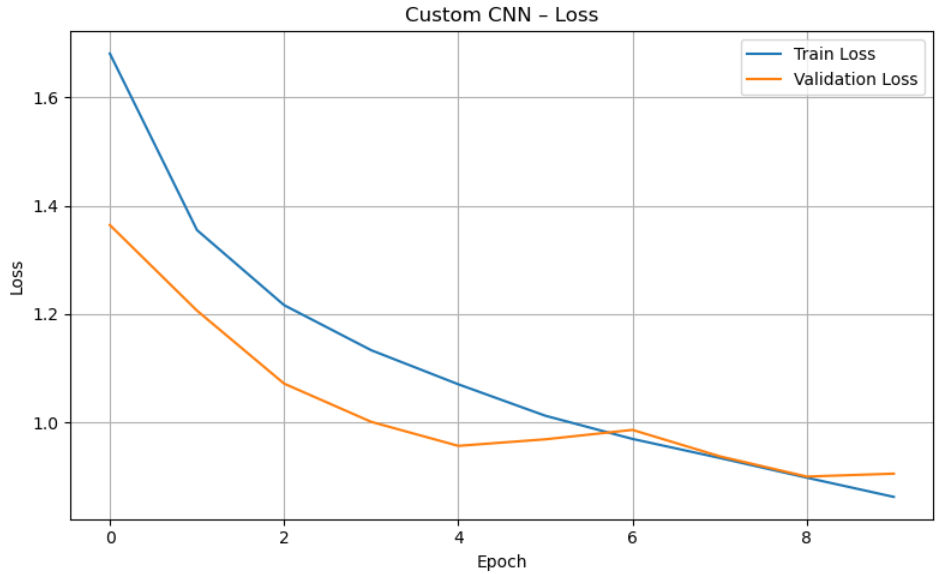 Custom CNN – Loss
Train Loss
Validation Loss
1.6
1.4
1.2
1.0
Loss
0 2 4 6 8
Epoch